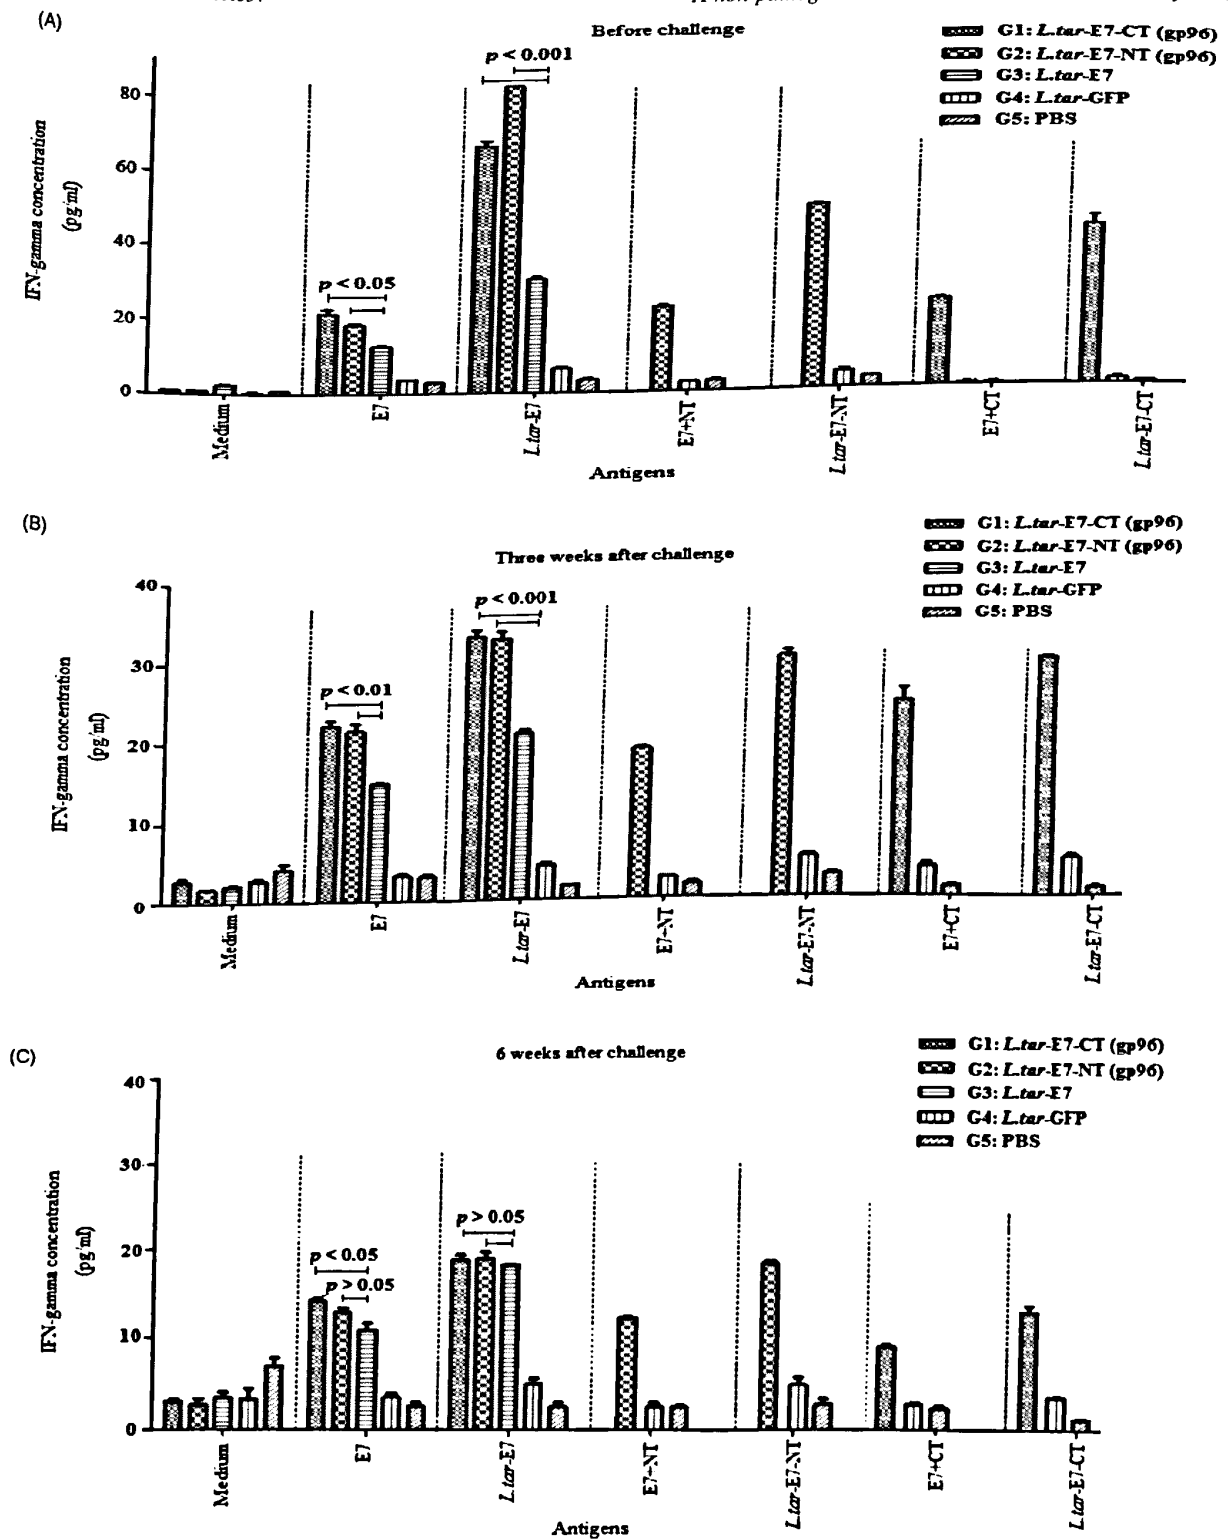 (A)
Before challenge
G1: L.tar-E7-CT (gp96)
G2: L.tar-E7-NT (gp96)
G3: L.tar-E7
G4: L.tar-GFP
G5: PBS
p < 0.001
p < 0.05
IFN-gamma concentration
(pg/ml)
80
60
40
20
0
Medium
E7
L.tar-E7
E7+NT
L.tar-E7-NT
E7+CT
L.tar-E7-CT
Antigens
(B)
Three weeks after challenge
G1: L.tar-E7-CT (gp96)
G2: L.tar-E7-NT (gp96)
G3: L.tar-E7
G4: L.tar-GFP
G5: PBS
p < 0.001
p < 0.01
IFN-gamma concentration
(pg/ml)
40
30
20
10
0
Medium
E7
L.tar-E7
E7+NT
L.tar-E7-NT
E7+CT
L.tar-E7-CT
Antigens
(C)
6 weeks after challenge
G1: L.tar-E7-CT (gp96)
G2: L.tar-E7-NT (gp96)
G3: L.tar-E7
G4: L.tar-GFP
G5: PBS
p > 0.05
p < 0.05
p > 0.05
IFN-gamma concentration
(pg/ml)
40
30
20
10
0
Medium
E7
L.tar-E7
E7+NT
L.tar-E7-NT
E7+CT
L.tar-E7-CT
Antigens